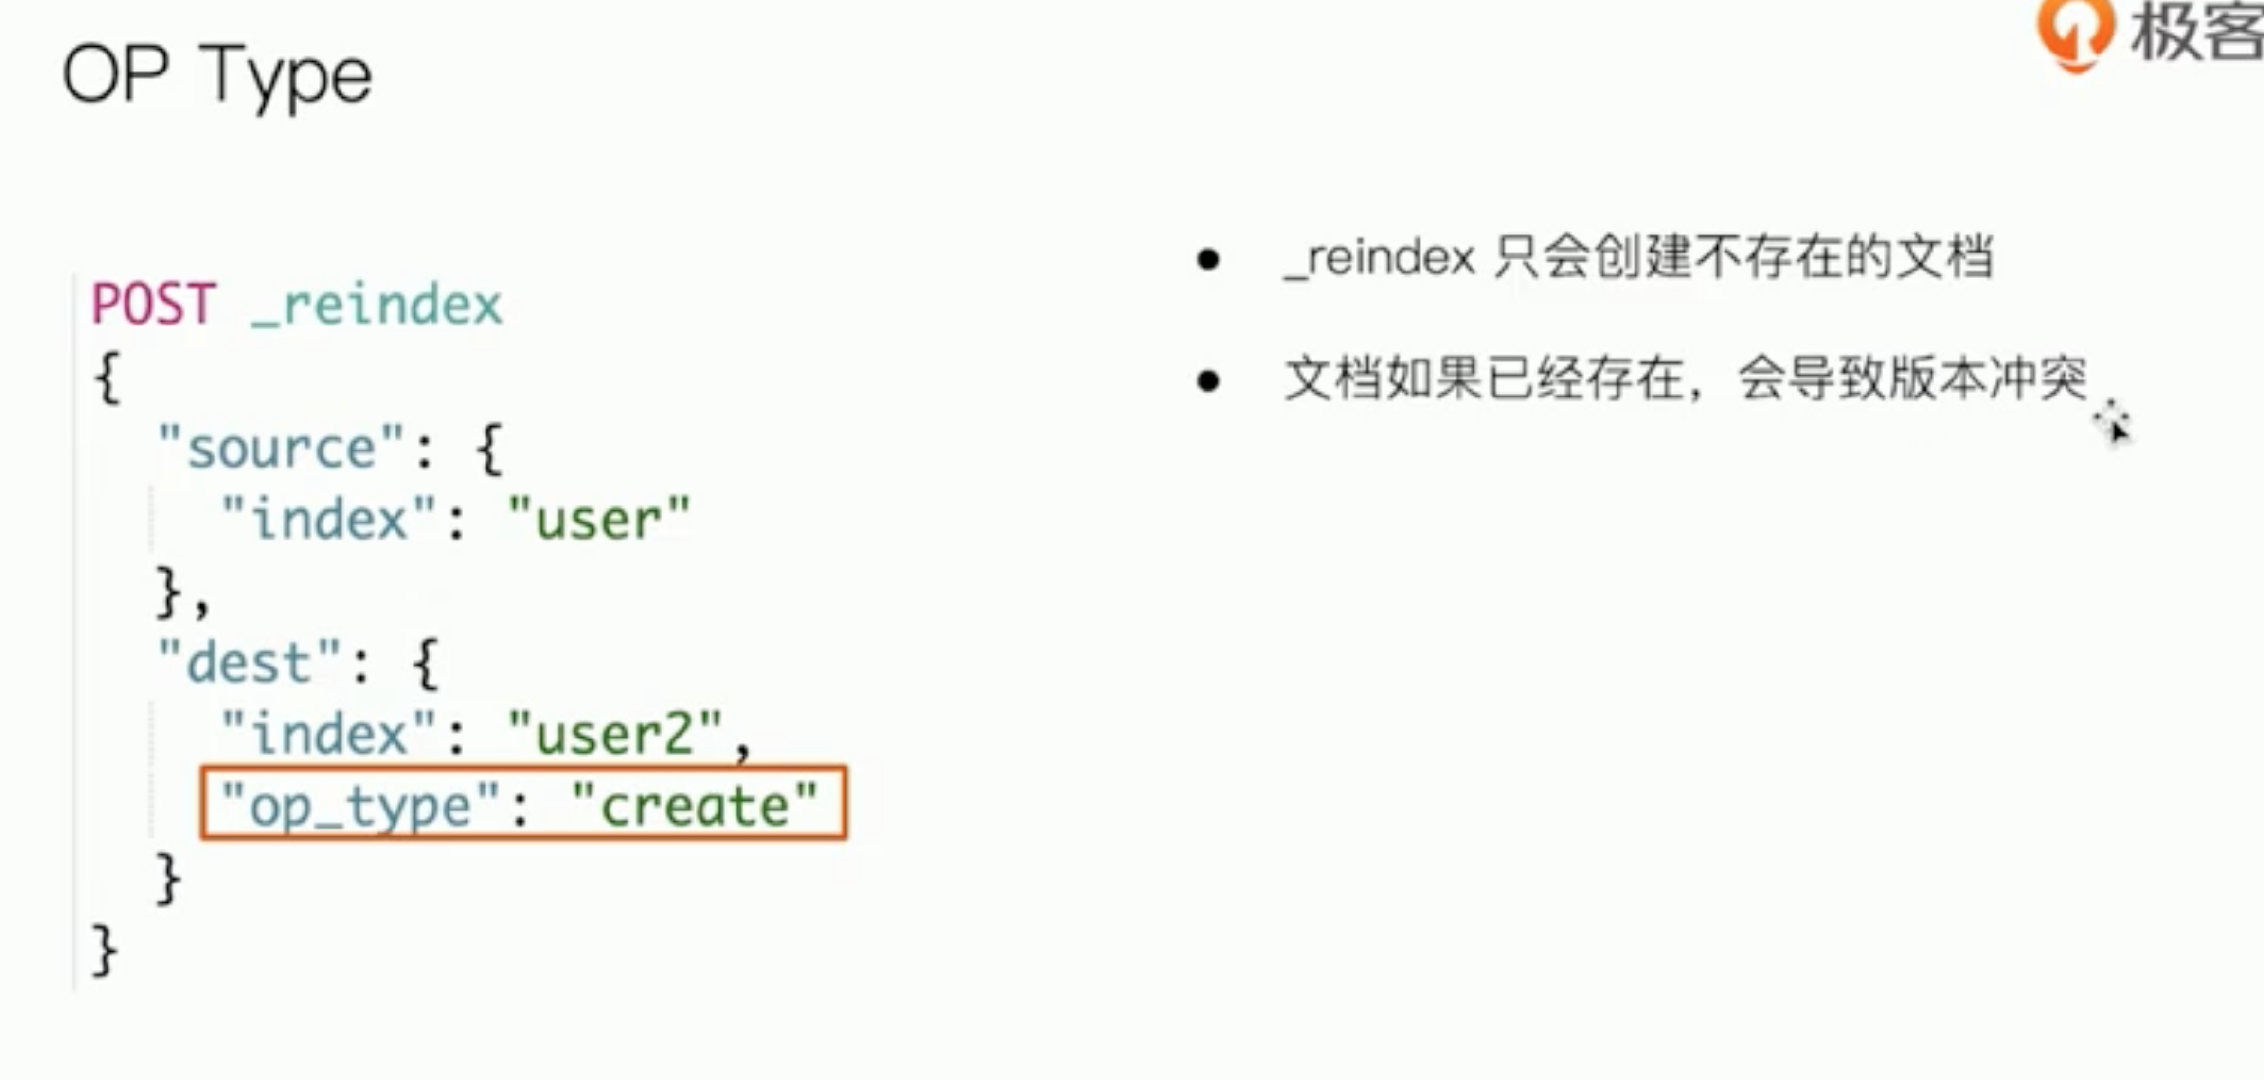 OP Type
极客
POST _reindex
{
"source": {
"index": "user"
},
"dest": {
"index": "user2",
"op_type": "create"
}
}
_reindex 只会创建不存在的文档
文档如果已经存在，会导致版本冲突